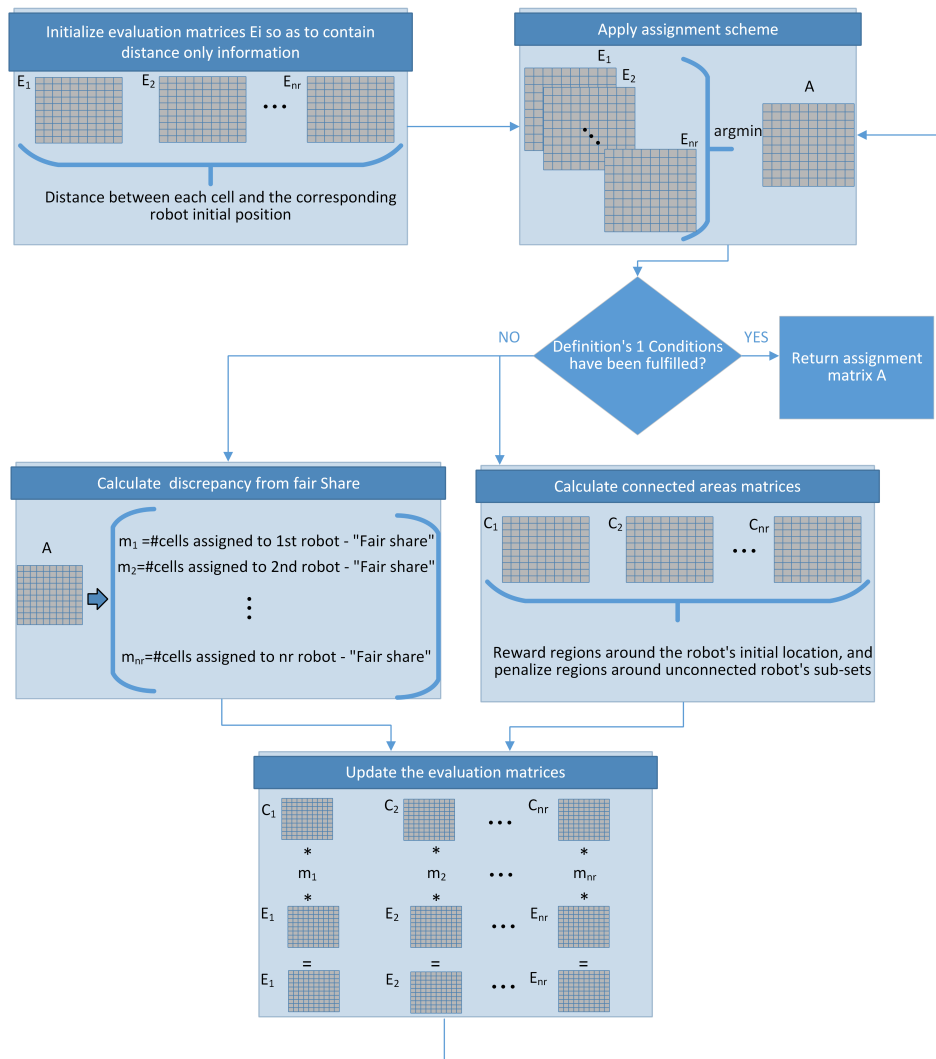 Initialize evaluation matrices Ei so as to contain
distance only information
E1 E2 ... Enr
Distance between each cell and the corresponding
robot initial position
Apply assignment scheme
E1
E2
Enr
argmin
A
Definition's 1 Conditions
have been fulfilled?
NO
YES
Return assignment
matrix A
Calculate discrepancy from fair Share
A
m1 =#cells assigned to 1st robot - "Fair share"
m2=#cells assigned to 2nd robot - "Fair share"
mnr=#cells assigned to nr robot - "Fair share"
Calculate connected areas matrices
C1 C2 ... Cnr
Reward regions around the robot's initial location, and
penalize regions around unconnected robot's sub-sets
Update the evaluation matrices
C1 C2 ... Cnr
* * *
m1 m2 ... mnr
* * *
E1 E2 ... Enr
= = =
E1 E2 ... Enr